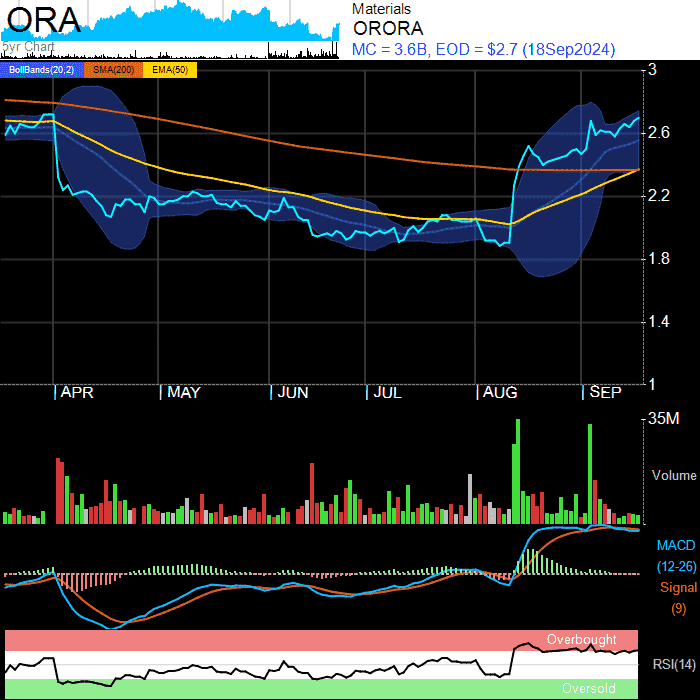 ORA
5yr Chart
Materials
ORORA
MC = 3.6B, EOD = $2.7 (18Sep2024)
BollBands(20,2) SMA(200) EMA(50)
3
2.6
2.2
1.8
1.4
1
APR MAY JUN JUL AUG SEP
35M
Volume
MACD
(12-26)
Signal
(9)
Overbought
RSI(14)
Oversold